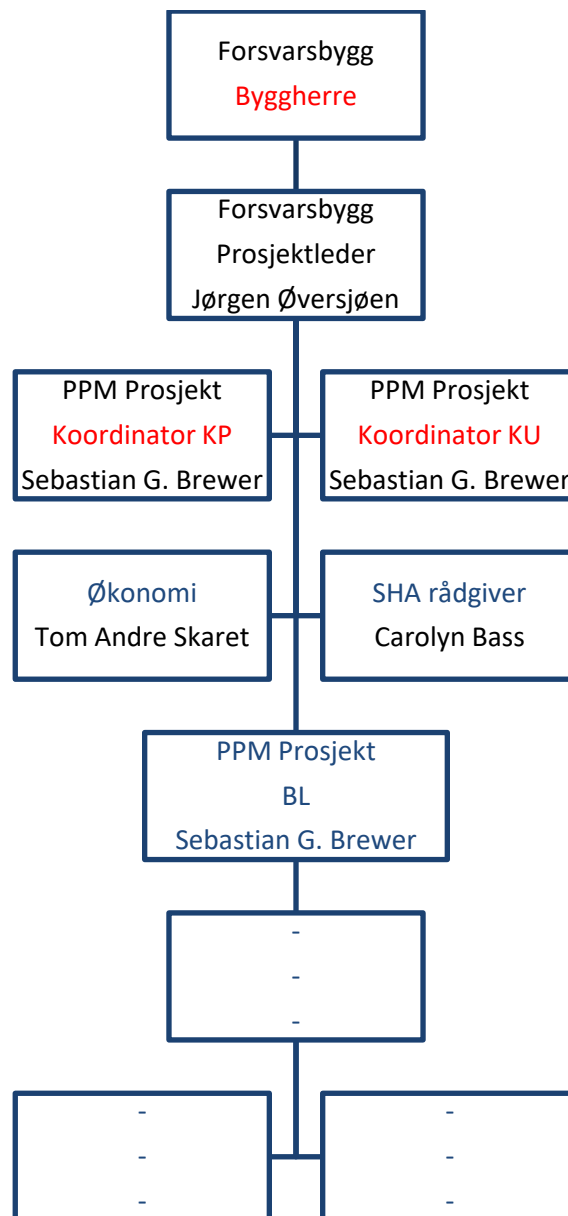 Forsvarsbygg
Byggherre
Forsvarsbygg
Prosjektleder
Jørgen Øversjøen
PPM Prosjekt
Koordinator KP
Sebastian G. Brewer
PPM Prosjekt
Koordinator KU
Sebastian G. Brewer
Økonomi
Tom Andre Skaret
SHA rådgiver
Carolyn Bass
PPM Prosjekt
BL
Sebastian G. Brewer
-
-
-
-
-
-
-
-
-